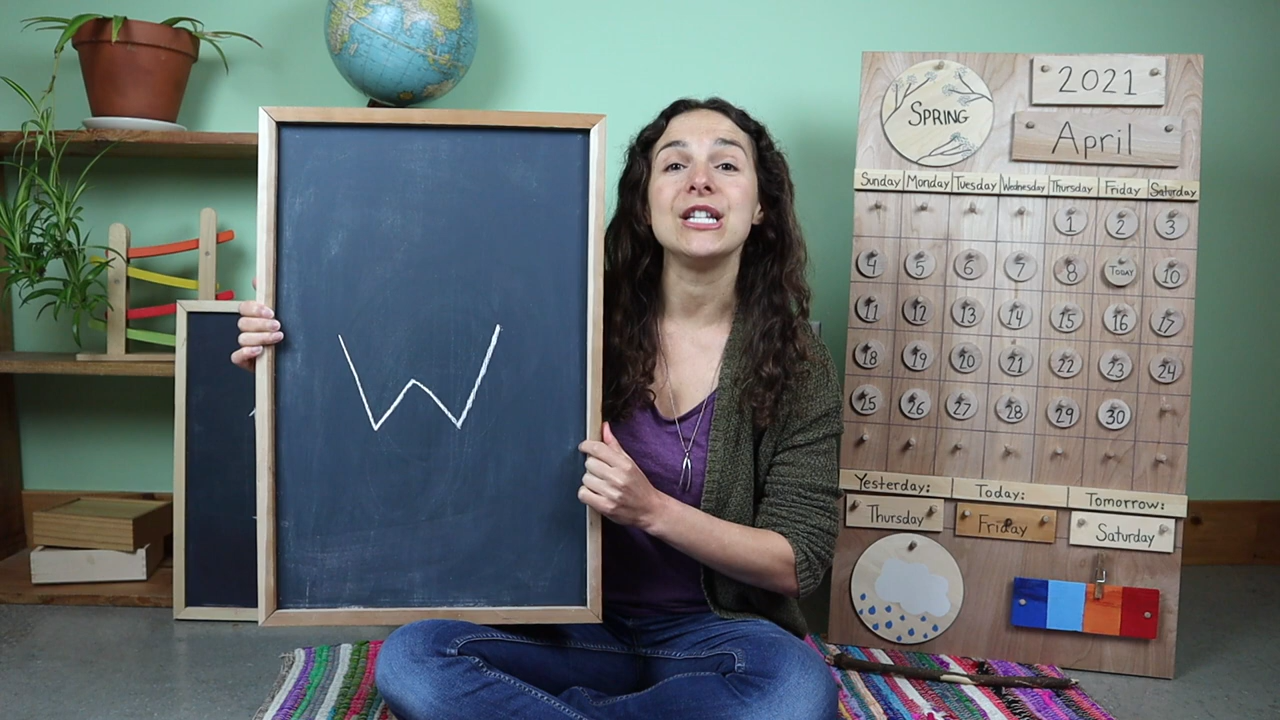 W
SPRING
2021
April
Sunday Monday Tuesday Wednesday Thursday Friday Saturday
1 2 3
4 5 6 7 8 TODAY 10
11 12 13 14 15 16 17
18 19 20 21 22 23 24
25 26 27 28 29 30
Yesterday: Today: Tomorrow:
Thursday Friday Saturday